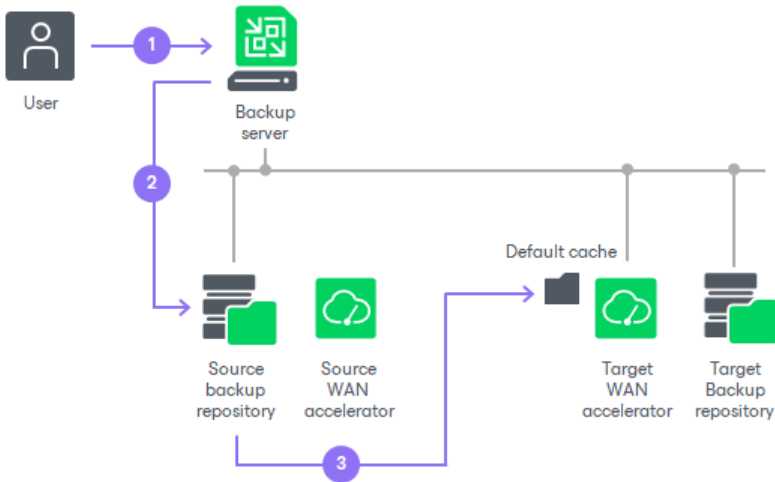 1
User
Backup
server
2
Default cache
Source
backup
repository
Source
WAN
accelerator
Target
WAN
accelerator
Target
Backup
repository
3